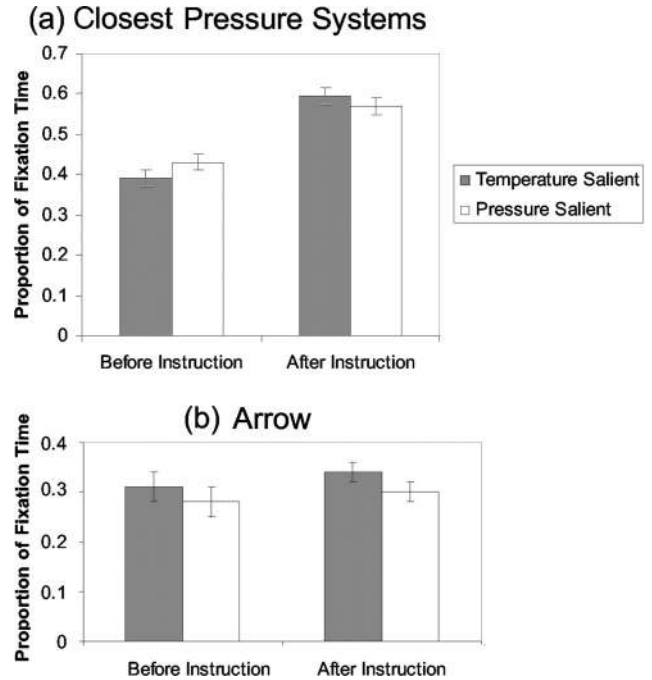 (a) Closest Pressure Systems
Proportion of Fixation Time
0.7
0.6
0.5
0.4
0.3
0.2
0.1
0
Before Instruction
After Instruction
Temperature Salient
Pressure Salient
(b) Arrow
Proportion of Fixation Time
0.4
0.3
0.2
0.1
0
Before Instruction
After Instruction